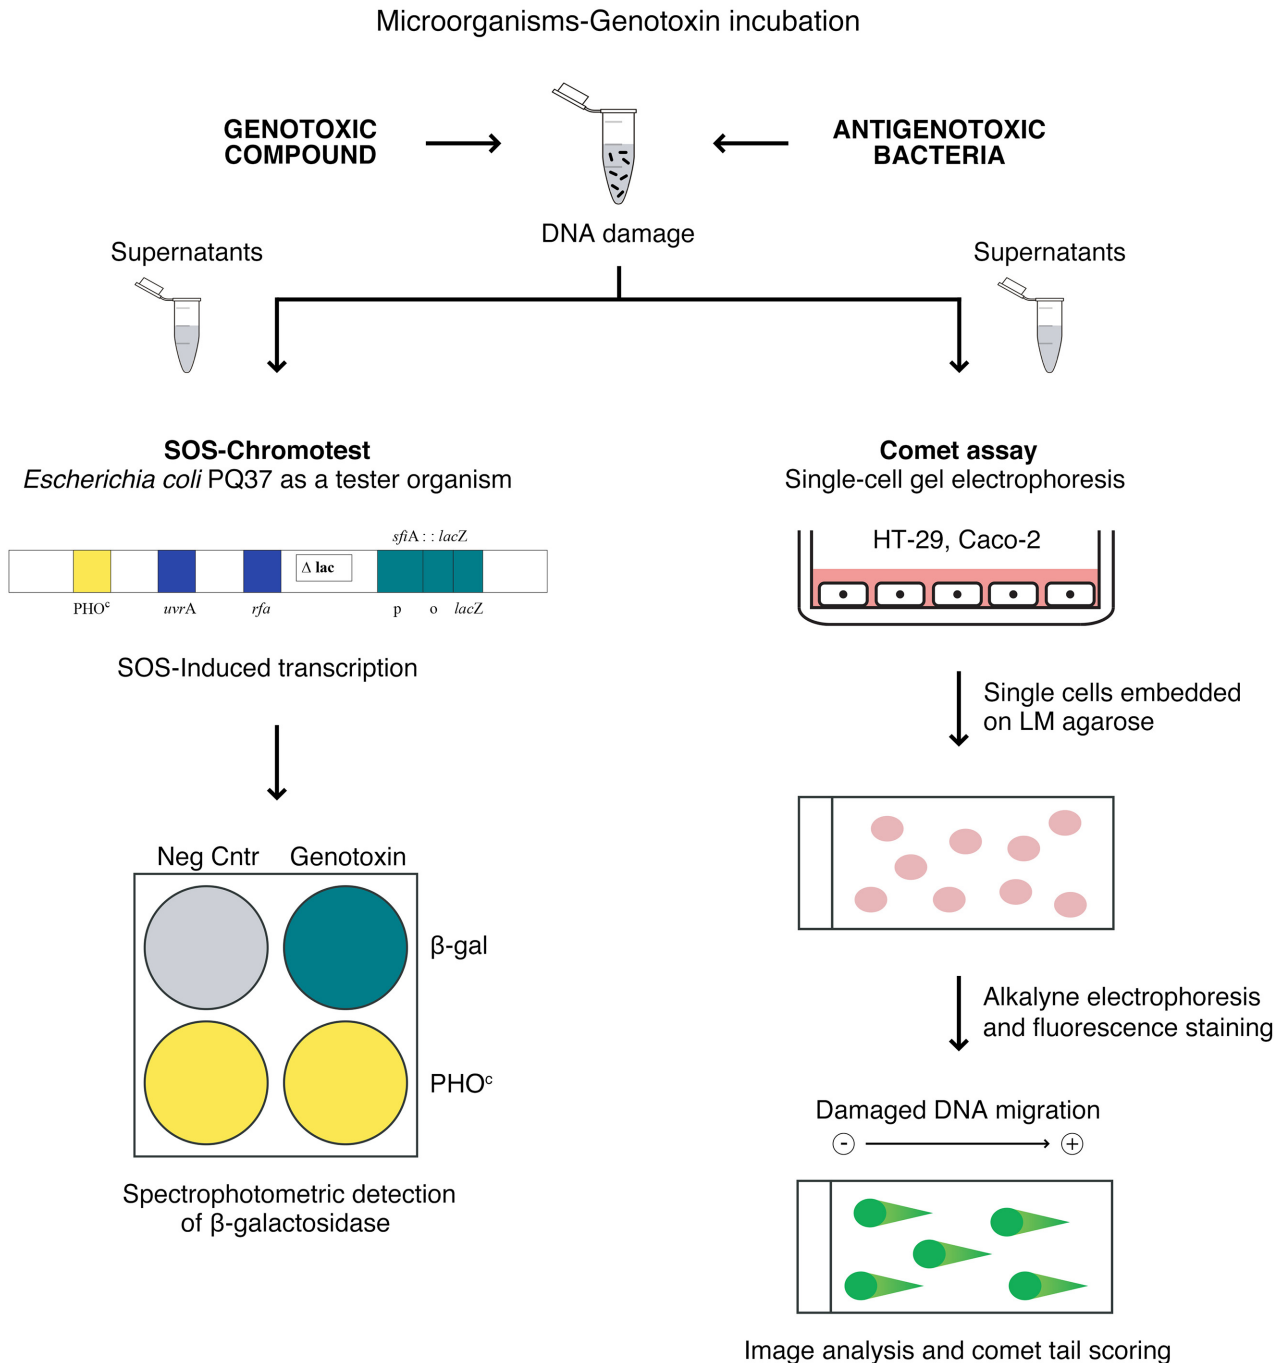 Microorganisms-Genotoxin incubation
GENOTOXIC
COMPOUND
ANTIGENOTOXIC
BACTERIA
DNA damage
Supernatants
Supernatants
SOS-Chromotest
Escherichia coli PQ37 as a tester organism
sfiA : : lacZ
Δ lac
PHOᶜ uvrA rfa p o lacZ
SOS-Induced transcription
Neg Cntr Genotoxin
β-gal
PHOᶜ
Spectrophotometric detection
of β-galactosidase
Comet assay
Single-cell gel electrophoresis
HT-29, Caco-2
Single cells embedded
on LM agarose
Alkalyne electrophoresis
and fluorescence staining
Damaged DNA migration
- +
Image analysis and comet tail scoring